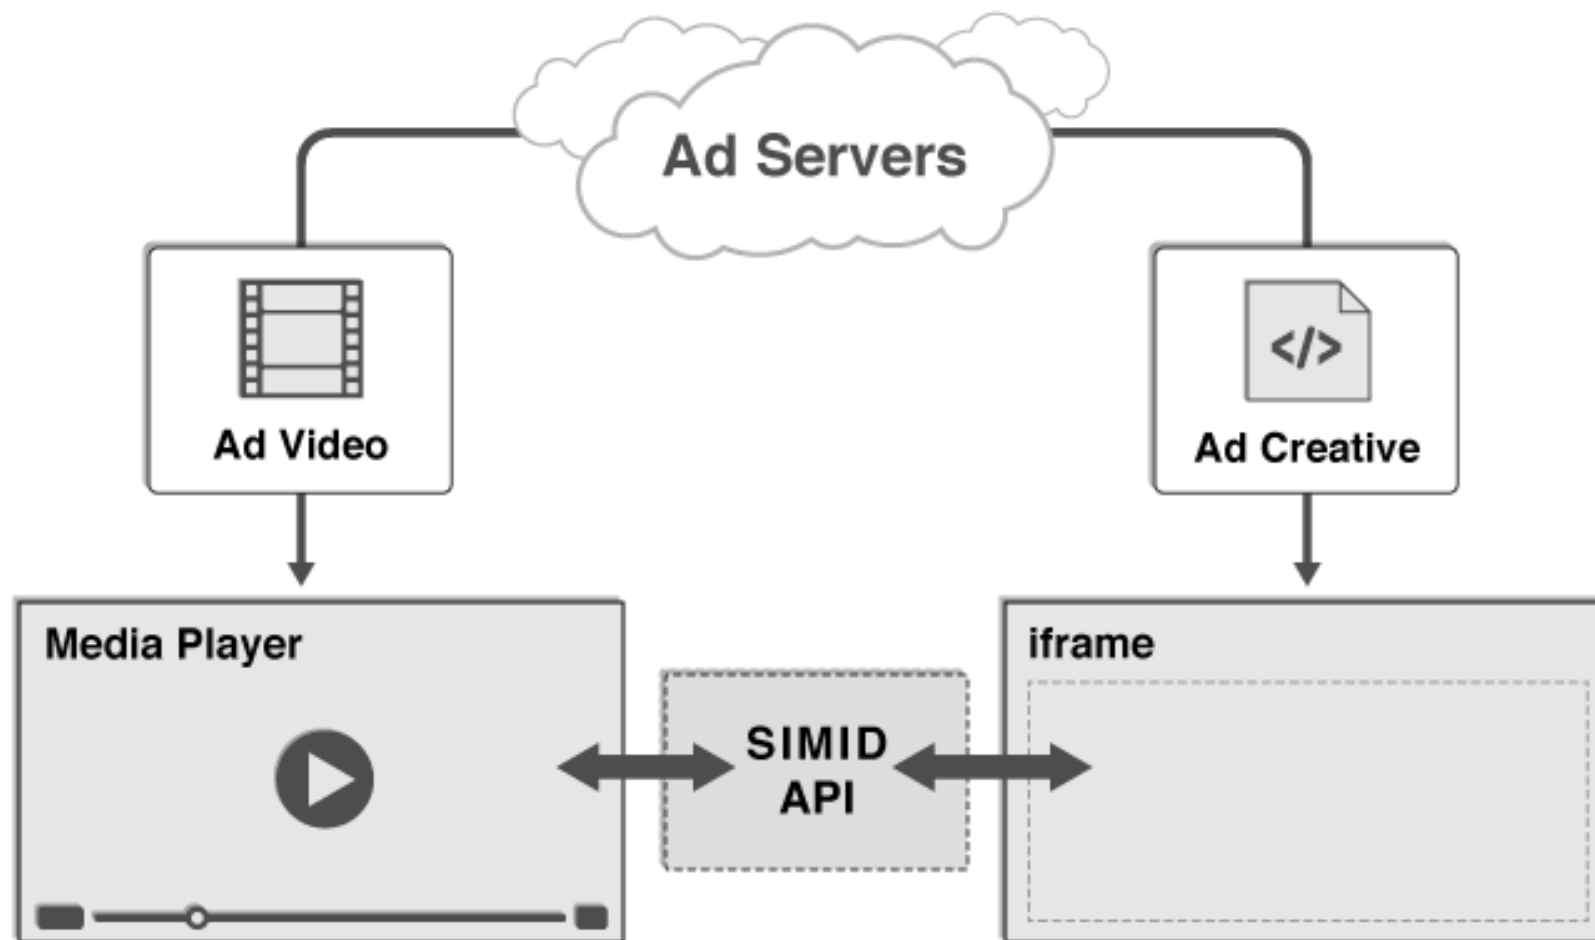 Ad Servers
Ad Video
</>
Ad Creative
Media Player
iframe
SIMID
API